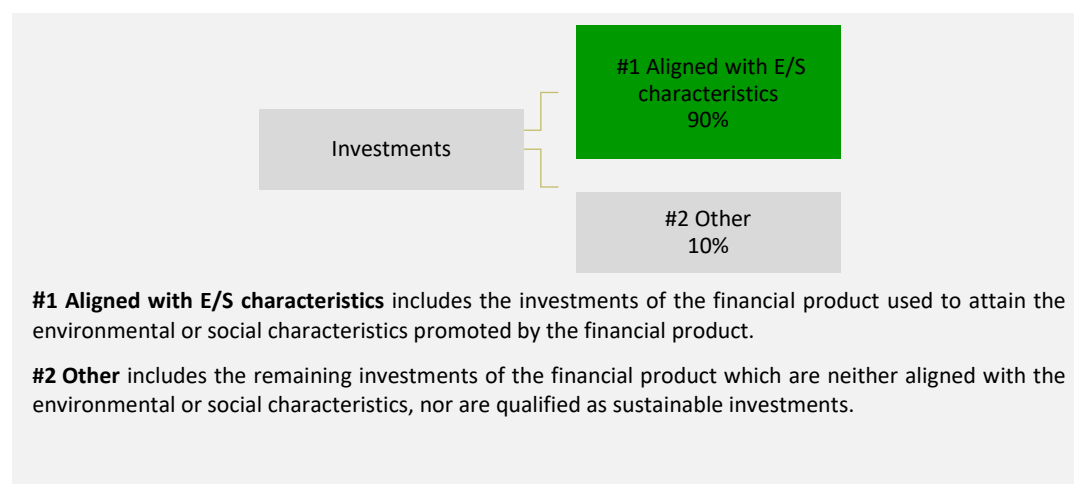 #1 Aligned with E/S
characteristics
90%
Investments
#2 Other
10%
#1 Aligned with E/S characteristics includes the investments of the financial product used to attain the
environmental or social characteristics promoted by the financial product.
#2 Other includes the remaining investments of the financial product which are neither aligned with the
environmental or social characteristics, nor are qualified as sustainable investments.